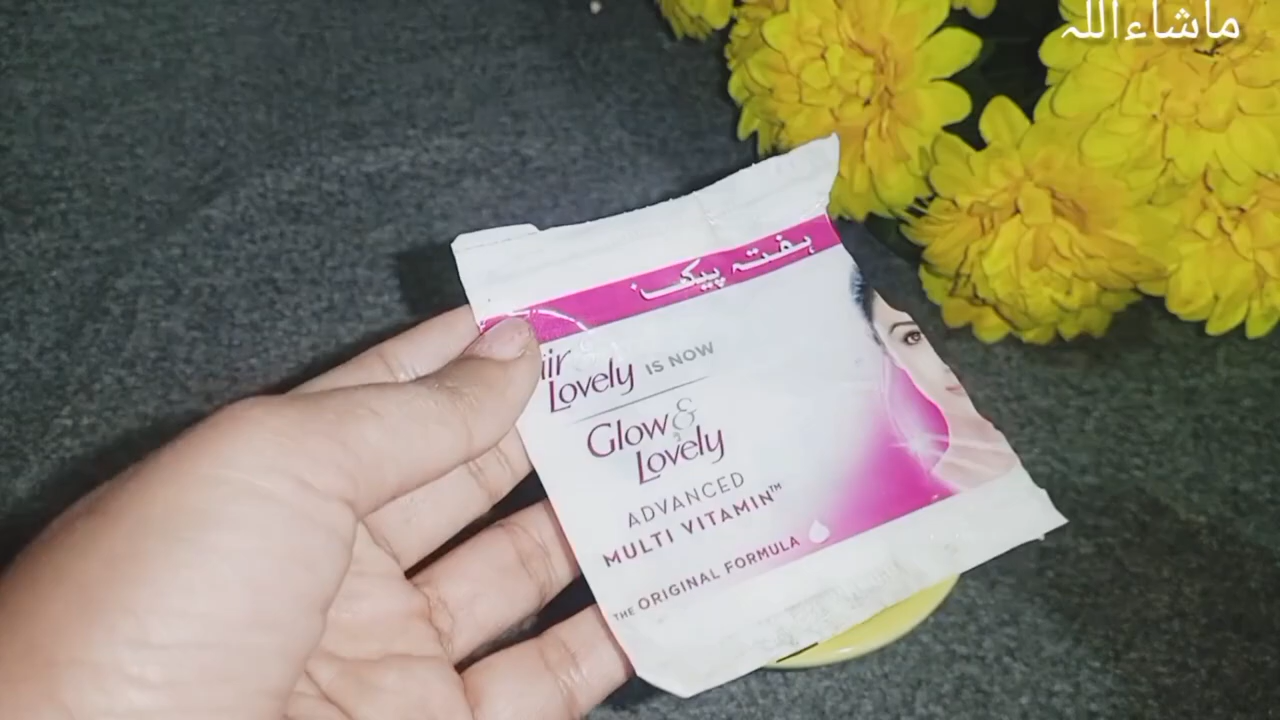 ماشاءاللہ
ہفتہ پیک
Lovely IS NOW
Glow &
Lovely
ADVANCED
MULTI VITAMIN™
THE ORIGINAL FORMULA